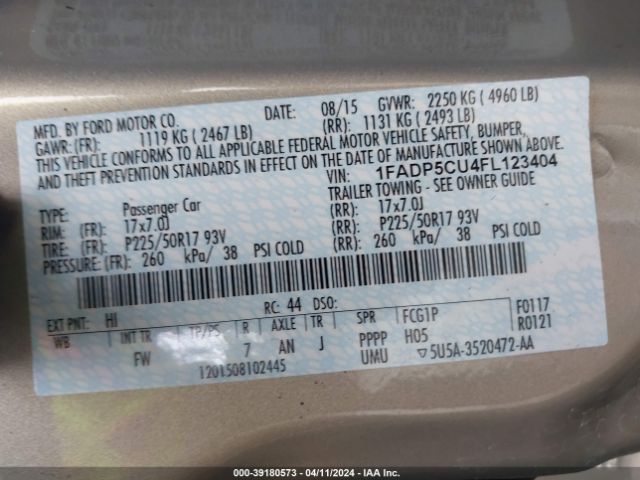 MFD. BY FORD MOTOR CO. DATE: 08/15 GVWR: 2250 KG ( 4960 LB)
GAWR: (FR): 1119 KG ( 2467 LB) (RR): 1131 KG ( 2493 LB)
THIS VEHICLE CONFORMS TO ALL APPLICABLE FEDERAL MOTOR VEHICLE SAFETY, BUMPER,
AND THEFT PREVENTION STANDARDS IN EFFECT ON THE DATE OF MANUFACTURE SHOWN ABOVE.
VIN: 1FADP5CU4FL123404
TYPE: Passenger Car TRAILER TOWING - SEE OWNER GUIDE
RIM: (FR): 17x7.0J (RR): 17x7.0J
TIRE: (FR): P225/50R17 93V (RR): P225/50R17 93V
PRESSURE: (FR): 260 kPa/ 38 PSI COLD (RR): 260 kPa/ 38 PSI COLD
EXT PNT: HI RC: 44 DSO: FCG1P F0117
WB INT TR TP/PS R AXLE TR SPR H05 R0121
FW 7 AN J PPPP
UMU ▽5U5A-3520472-AA
1201508102445
000-39180573 - 04/11/2024 - IAA Inc.